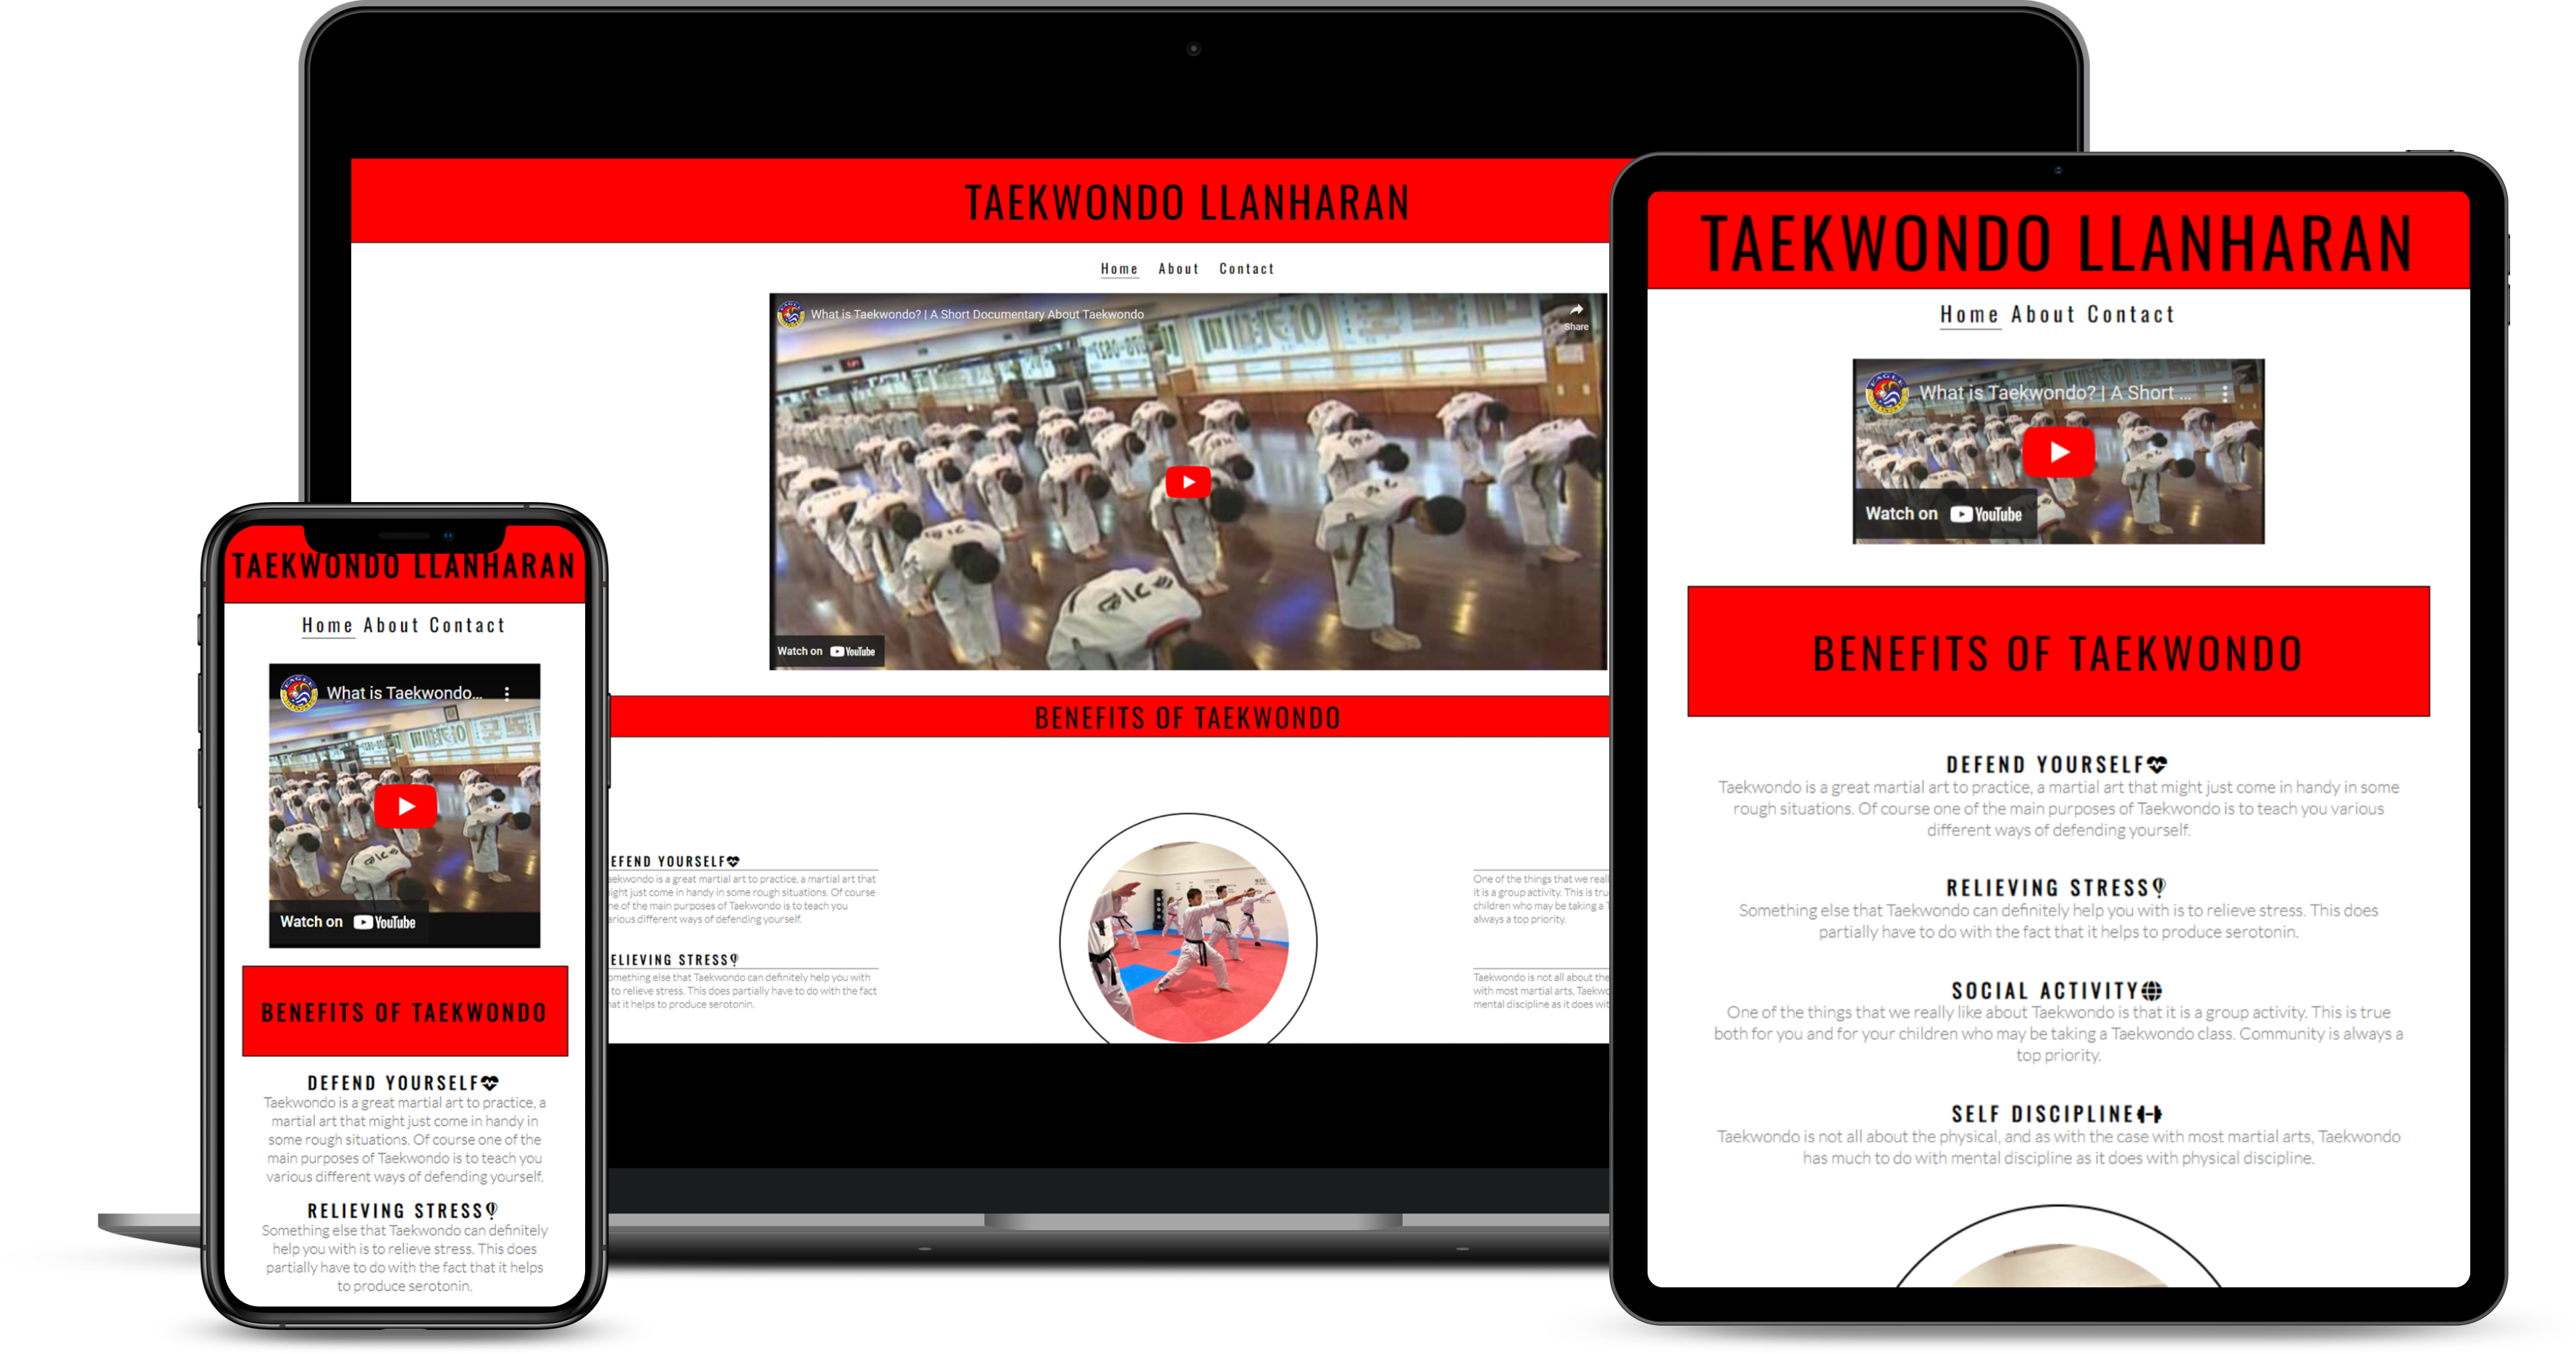 TAEKWONDO LLANHARAN
Home About Contact
What is Taekwondo? | A Short Documentary About Taekwondo
Share
Watch on YouTube
BENEFITS OF TAEKWONDO
EFEND YOURSELF
aekwondo is a great martial art to practice, a martial art that
ight just come in handy in some rough situations. Of course
ne of the main purposes of Taekwondo is to teach you
arious different ways of defending yourself.
ELIEVING STRESS
omething else that Taekwondo can definitely help you with
to relieve stress. This does partially have to do with the fact
hat it helps to produce serotonin.
One of the things that we reall
it is a group activity. This is tru
children who may be taking a T
always a top priority.
Taekwondo is not all about the
with most martial arts, Taekwo
mental discipline as it does wit
TAEKWONDO LLANHARAN
Home About Contact
What is Taekwondo...
Watch on YouTube
BENEFITS OF TAEKWONDO
DEFEND YOURSELF
Taekwondo is a great martial art to practice, a
martial art that might just come in handy in
some rough situations. Of course one of the
main purposes of Taekwondo is to teach you
various different ways of defending yourself.
RELIEVING STRESS
Something else that Taekwondo can definitely
help you with is to relieve stress. This does
partially have to do with the fact that it helps
to produce serotonin.
TAEKWONDO LLANHARAN
Home About Contact
EAGLE
What is Taekwondo? | A Short ...
Watch on YouTube
BENEFITS OF TAEKWONDO
DEFEND YOURSELF
Taekwondo is a great martial art to practice, a martial art that might just come in handy in some
rough situations. Of course one of the main purposes of Taekwondo is to teach you various
different ways of defending yourself.
RELIEVING STRESS
Something else that Taekwondo can definitely help you with is to relieve stress. This does
partially have to do with the fact that it helps to produce serotonin.
SOCIAL ACTIVITY
One of the things that we really like about Taekwondo is that it is a group activity. This is true
both for you and for your children who may be taking a Taekwondo class. Community is always a
top priority.
SELF DISCIPLINE
Taekwondo is not all about the physical, and as with the case with most martial arts, Taekwondo
has much to do with mental discipline as it does with physical discipline.